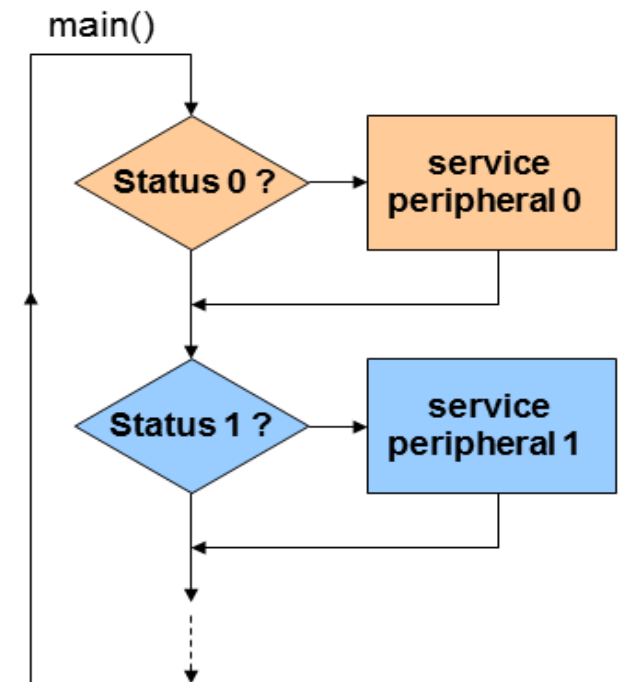 main()
Status 0 ?
service
peripheral 0
Status 1 ?
service
peripheral 1